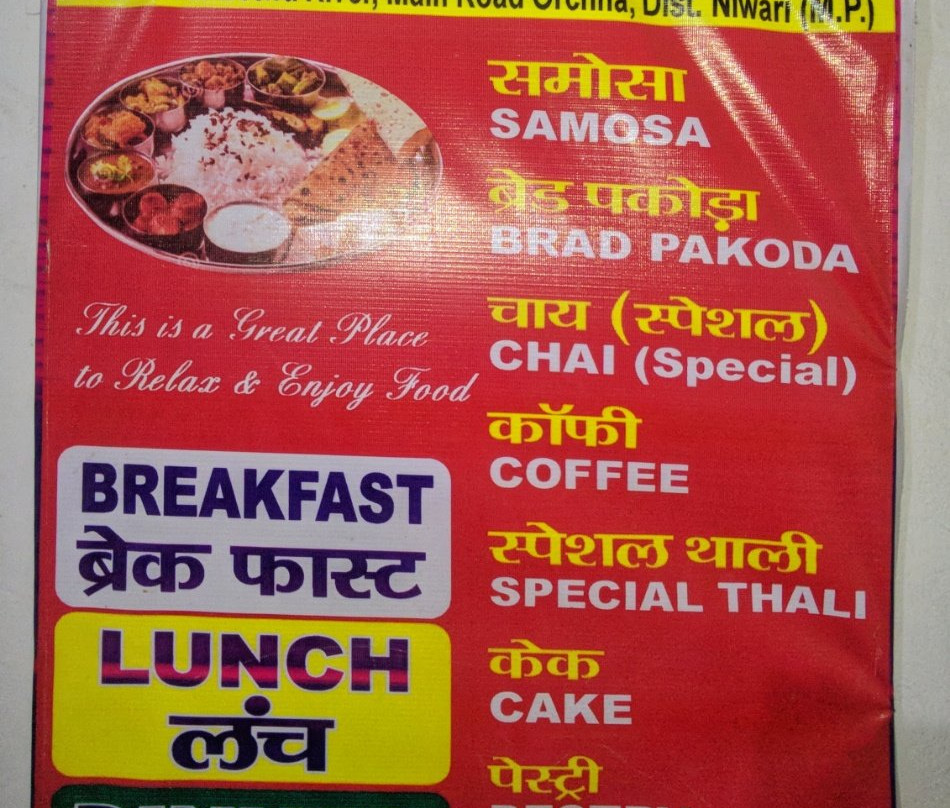 River, Main Road Orchha, Dist. Niwari (M.P.)
समोसा
SAMOSA
ब्रेड पकोड़ा
BRAD PAKODA
This is a Great Place
to Relax & Enjoy Food
चाय (स्पेशल)
CHAI (Special)
कॉफी
COFFEE
BREAKFAST
ब्रेक फास्ट
स्पेशल थाली
SPECIAL THALI
LUNCH
लंच
केक
CAKE
पेस्ट्री